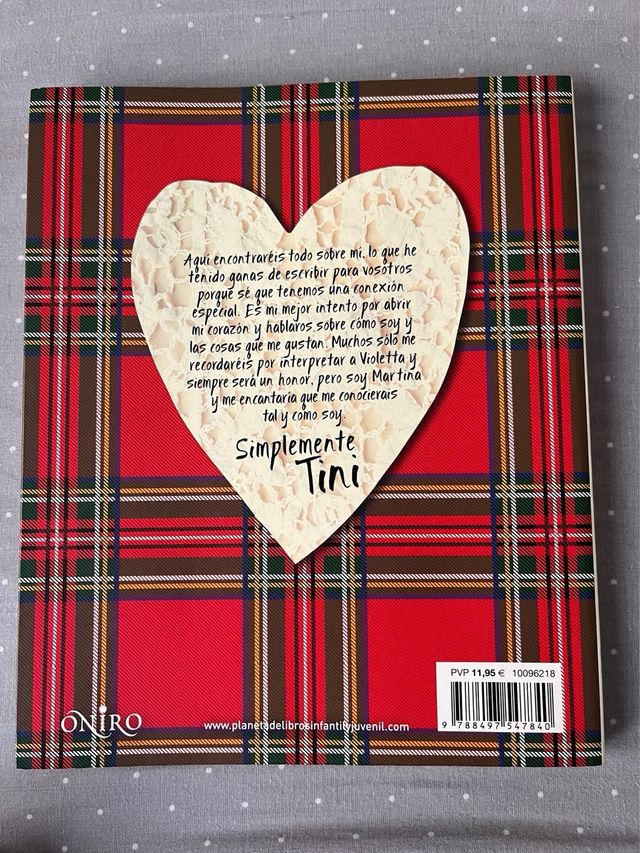 Aquí encontraréis todo sobre mí, lo que he
tenido ganas de escribir para vosotros
porque sé que tenemos una conexión
especial. Es mi mejor intento por abrir
mi corazón y hablaros sobre cómo soy y
las cosas que me gustan. Muchos sólo me
recordaréis por interpretar a Violetta y
siempre será un honor, pero soy Martina
y me encantaría que me conocierais
tal y como soy.
Simplemente
Tini
PVP 11,95 € 10096218
9 788497 547840
ONIRO
www.planetadelibrosinfantilyjuvenil.com